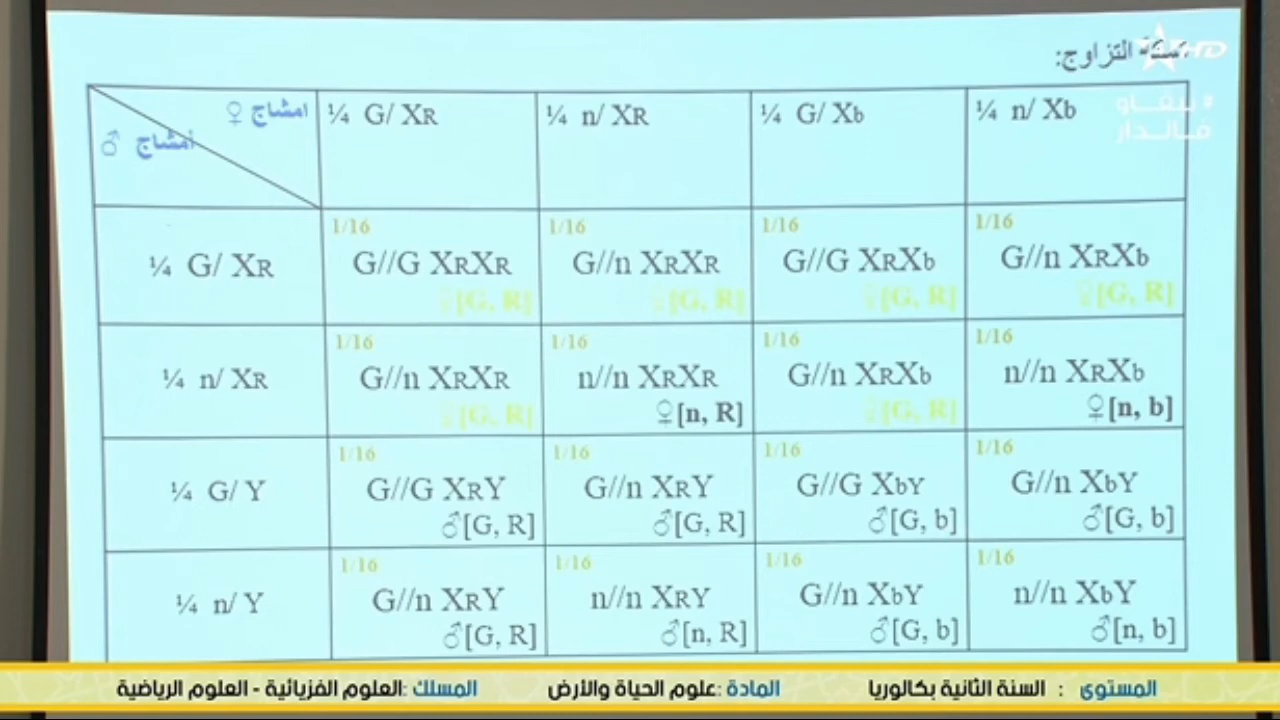 شبكة التزاوج:
HD
# بنبقاو
فالدار
امشاج ♀
أمشاج ♂
¼ G/ XR
¼ n/ XR
¼ G/ Xb
¼ n/ Xb
¼ G/ XR
1/16
G//G XRXR
♀[G, R]
1/16
G//n XRXR
♀[G, R]
1/16
G//G XRXb
♀[G, R]
1/16
G//n XRXb
♀[G, R]
¼ n/ XR
1/16
G//n XRXR
♀[G, R]
1/16
n//n XRXR
♀[n, R]
1/16
G//n XRXb
♀[G, R]
1/16
n//n XRXb
♀[n, b]
¼ G/ Y
1/16
G//G XRY
♂[G, R]
1/16
G//n XRY
♂[G, R]
1/16
G//G XbY
♂[G, b]
1/16
G//n XbY
♂[G, b]
¼ n/ Y
1/16
G//n XRY
♂[G, R]
1/16
n//n XRY
♂[n, R]
1/16
G//n XbY
♂[G, b]
1/16
n//n XbY
♂[n, b]
المستوى : السنة الثانية بكالوريا المادة :علوم الحياة والأرض المسلك :العلوم الفزيائية - العلوم الرياضية